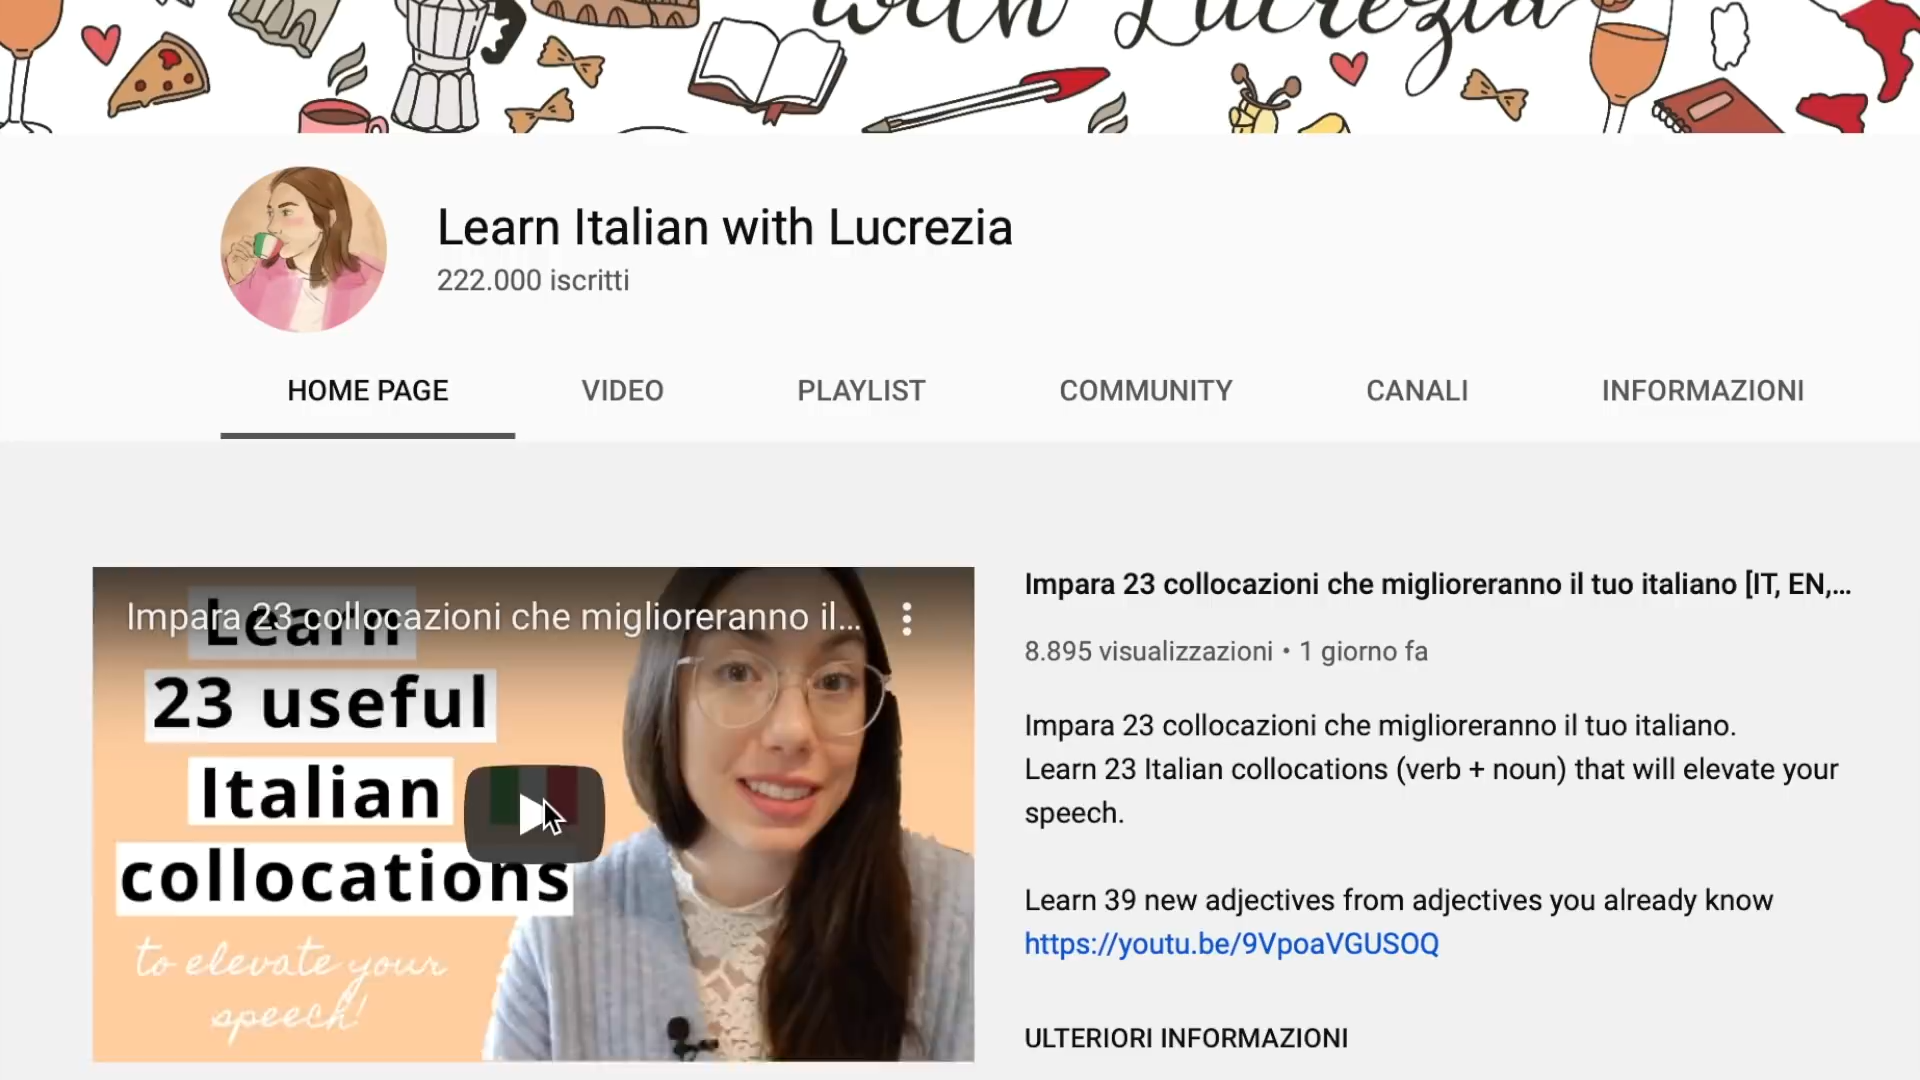 with Lucrezia
Learn Italian with Lucrezia
222.000 iscritti
HOME PAGE
VIDEO
PLAYLIST
COMMUNITY
CANALI
INFORMAZIONI
Impara 23 collocazioni che miglioreranno il...
Learn
23 useful
Italian
collocations
to elevate your
speech!
Impara 23 collocazioni che miglioreranno il tuo italiano [IT, EN,...
8.895 visualizzazioni • 1 giorno fa
Impara 23 collocazioni che miglioreranno il tuo italiano.
Learn 23 Italian collocations (verb + noun) that will elevate your
speech.
Learn 39 new adjectives from adjectives you already know
https://youtu.be/9VpoaVGUSOQ
ULTERIORI INFORMAZIONI